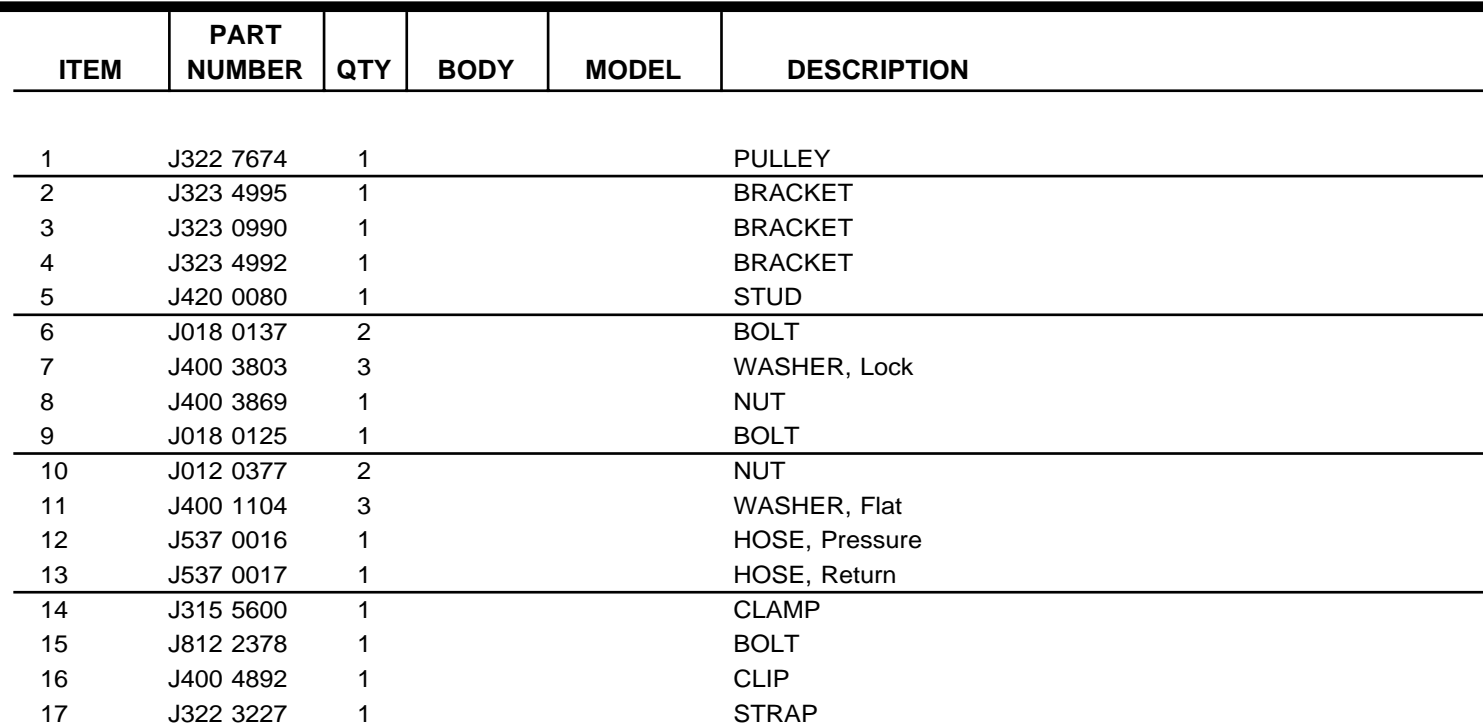 PART
ITEM NUMBER QTY BODY MODEL DESCRIPTION
1 J322 7674 1 PULLEY
2 J323 4995 1 BRACKET
3 J323 0990 1 BRACKET
4 J323 4992 1 BRACKET
5 J420 0080 1 STUD
6 J018 0137 2 BOLT
7 J400 3803 3 WASHER, Lock
8 J400 3869 1 NUT
9 J018 0125 1 BOLT
10 J012 0377 2 NUT
11 J400 1104 3 WASHER, Flat
12 J537 0016 1 HOSE, Pressure
13 J537 0017 1 HOSE, Return
14 J315 5600 1 CLAMP
15 J812 2378 1 BOLT
16 J400 4892 1 CLIP
17 J322 3227 1 STRAP